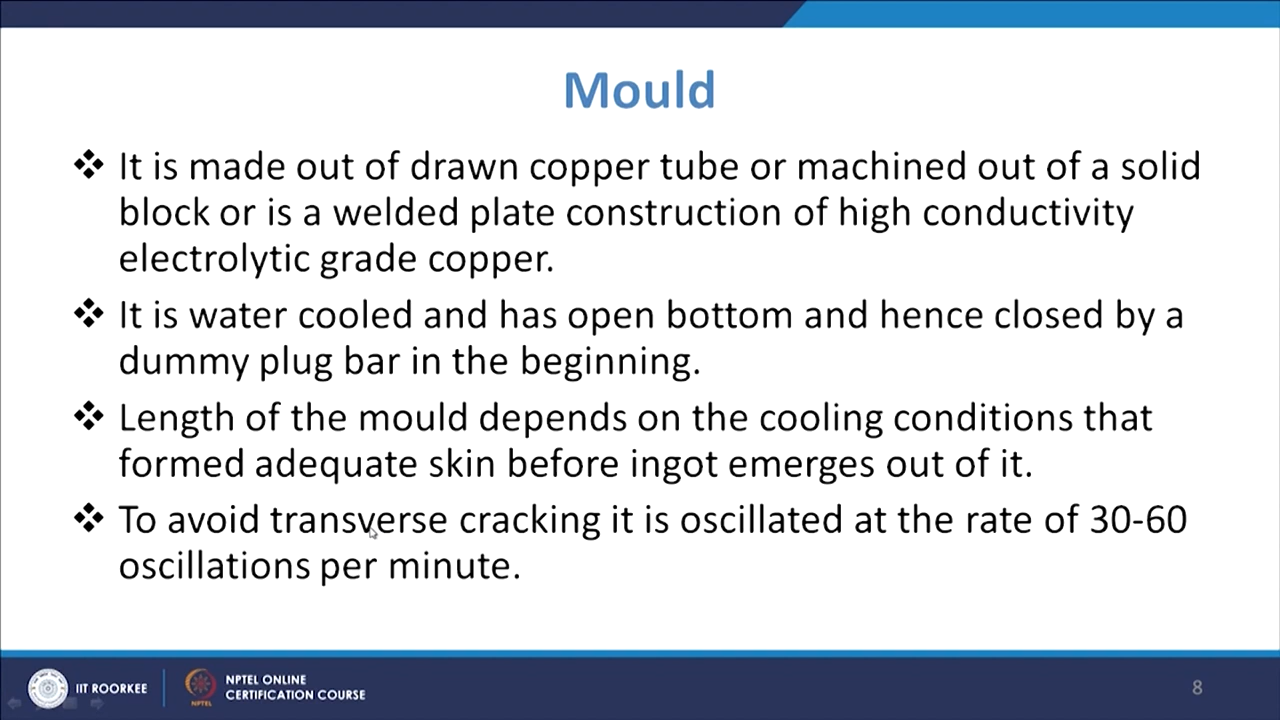 Mould
❖ It is made out of drawn copper tube or machined out of a solid
block or is a welded plate construction of high conductivity
electrolytic grade copper.
❖ It is water cooled and has open bottom and hence closed by a
dummy plug bar in the beginning.
❖ Length of the mould depends on the cooling conditions that
formed adequate skin before ingot emerges out of it.
❖ To avoid transverse cracking it is oscillated at the rate of 30-60
oscillations per minute.
IIT ROORKEE
NPTEL
NPTEL ONLINE
CERTIFICATION COURSE
8